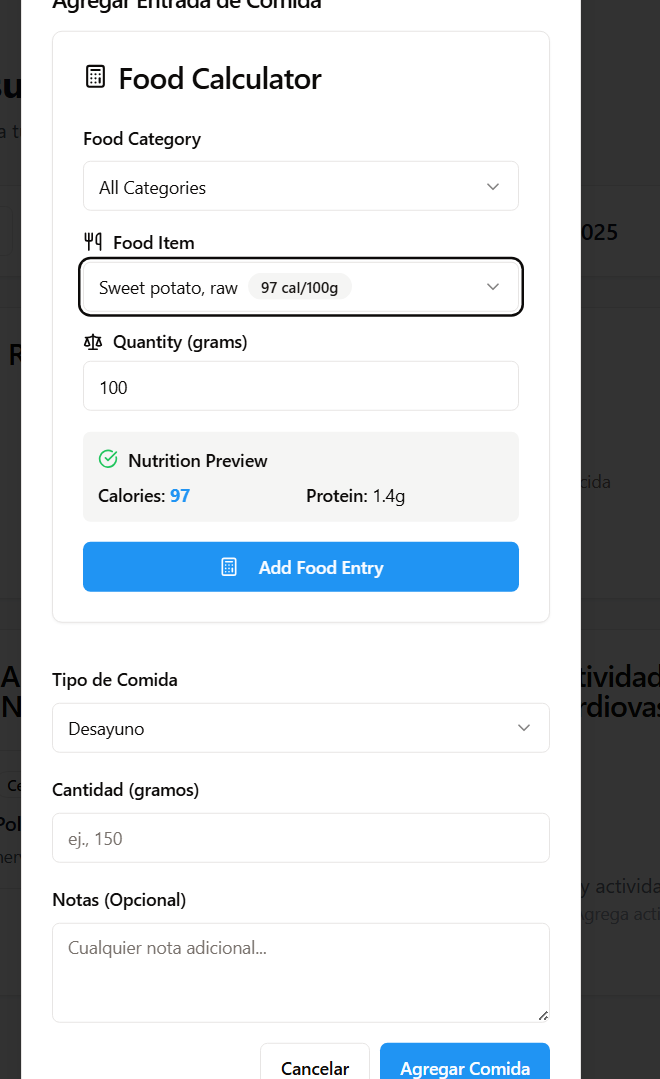 Agregar Entrada de Comida
Food Calculator
Food Category
All Categories
Food Item
Sweet potato, raw 97 cal/100g
Quantity (grams)
100
Nutrition Preview
Calories: 97 Protein: 1.4g
Add Food Entry
Tipo de Comida
Desayuno
Cantidad (gramos)
ej., 150
Notas (Opcional)
Cualquier nota adicional...
Cancelar Agregar Comida